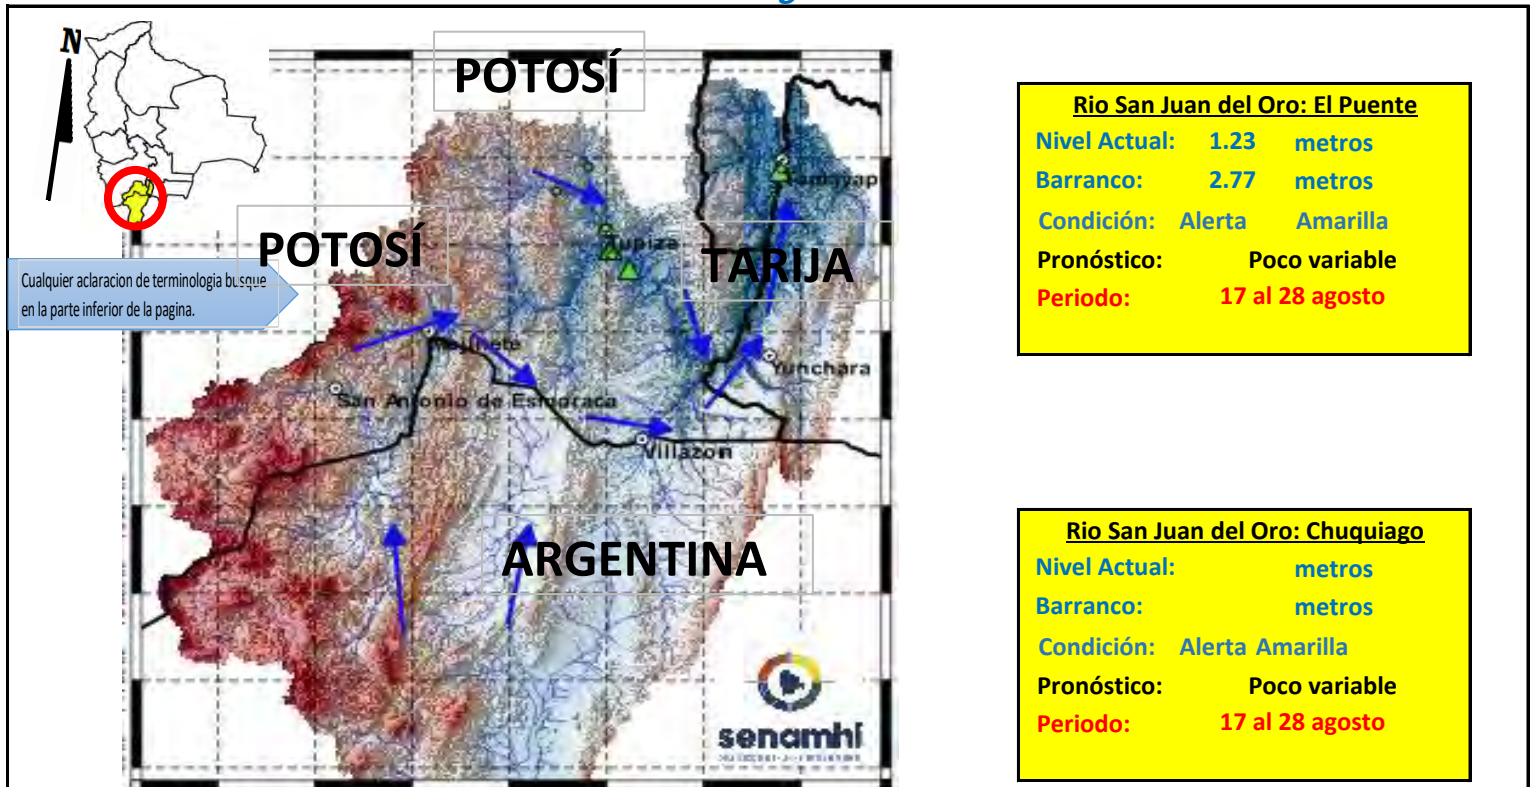 N
POTOSÍ
POTOSÍ
TARIJA
ARGENTINA
Tupiza
Yunchara
San Antonio de Esmoraca
Villazon
senamhí
Cualquier aclaracion de terminologia busque
en la parte inferior de la pagina.
Rio San Juan del Oro: El Puente
Nivel Actual: 1.23 metros
Barranco: 2.77 metros
Condición: Alerta Amarilla
Pronóstico: Poco variable
Periodo: 17 al 28 agosto
Rio San Juan del Oro: Chuquiago
Nivel Actual: metros
Barranco: metros
Condición: Alerta Amarilla
Pronóstico: Poco variable
Periodo: 17 al 28 agosto